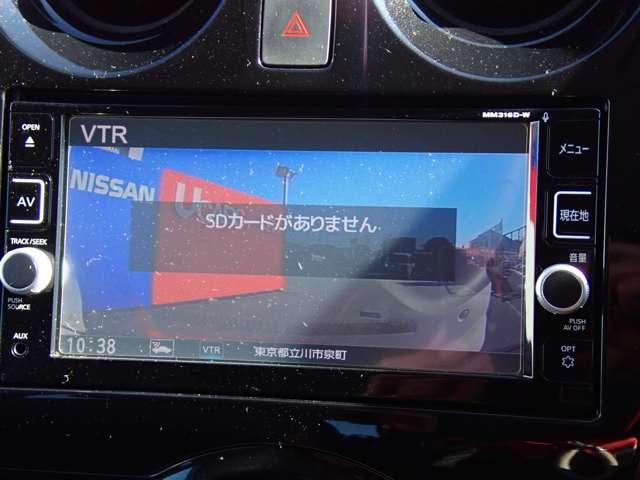 MM316D-W
OPEN
VTR
メニュー
NISSAN
AV
SDカードがありません
現在地
TRACK/SEEK
音量
PUSH
SOURCE
PUSH
AV OFF
AUX
10:38
VTR
東京都立川市泉町
OPT